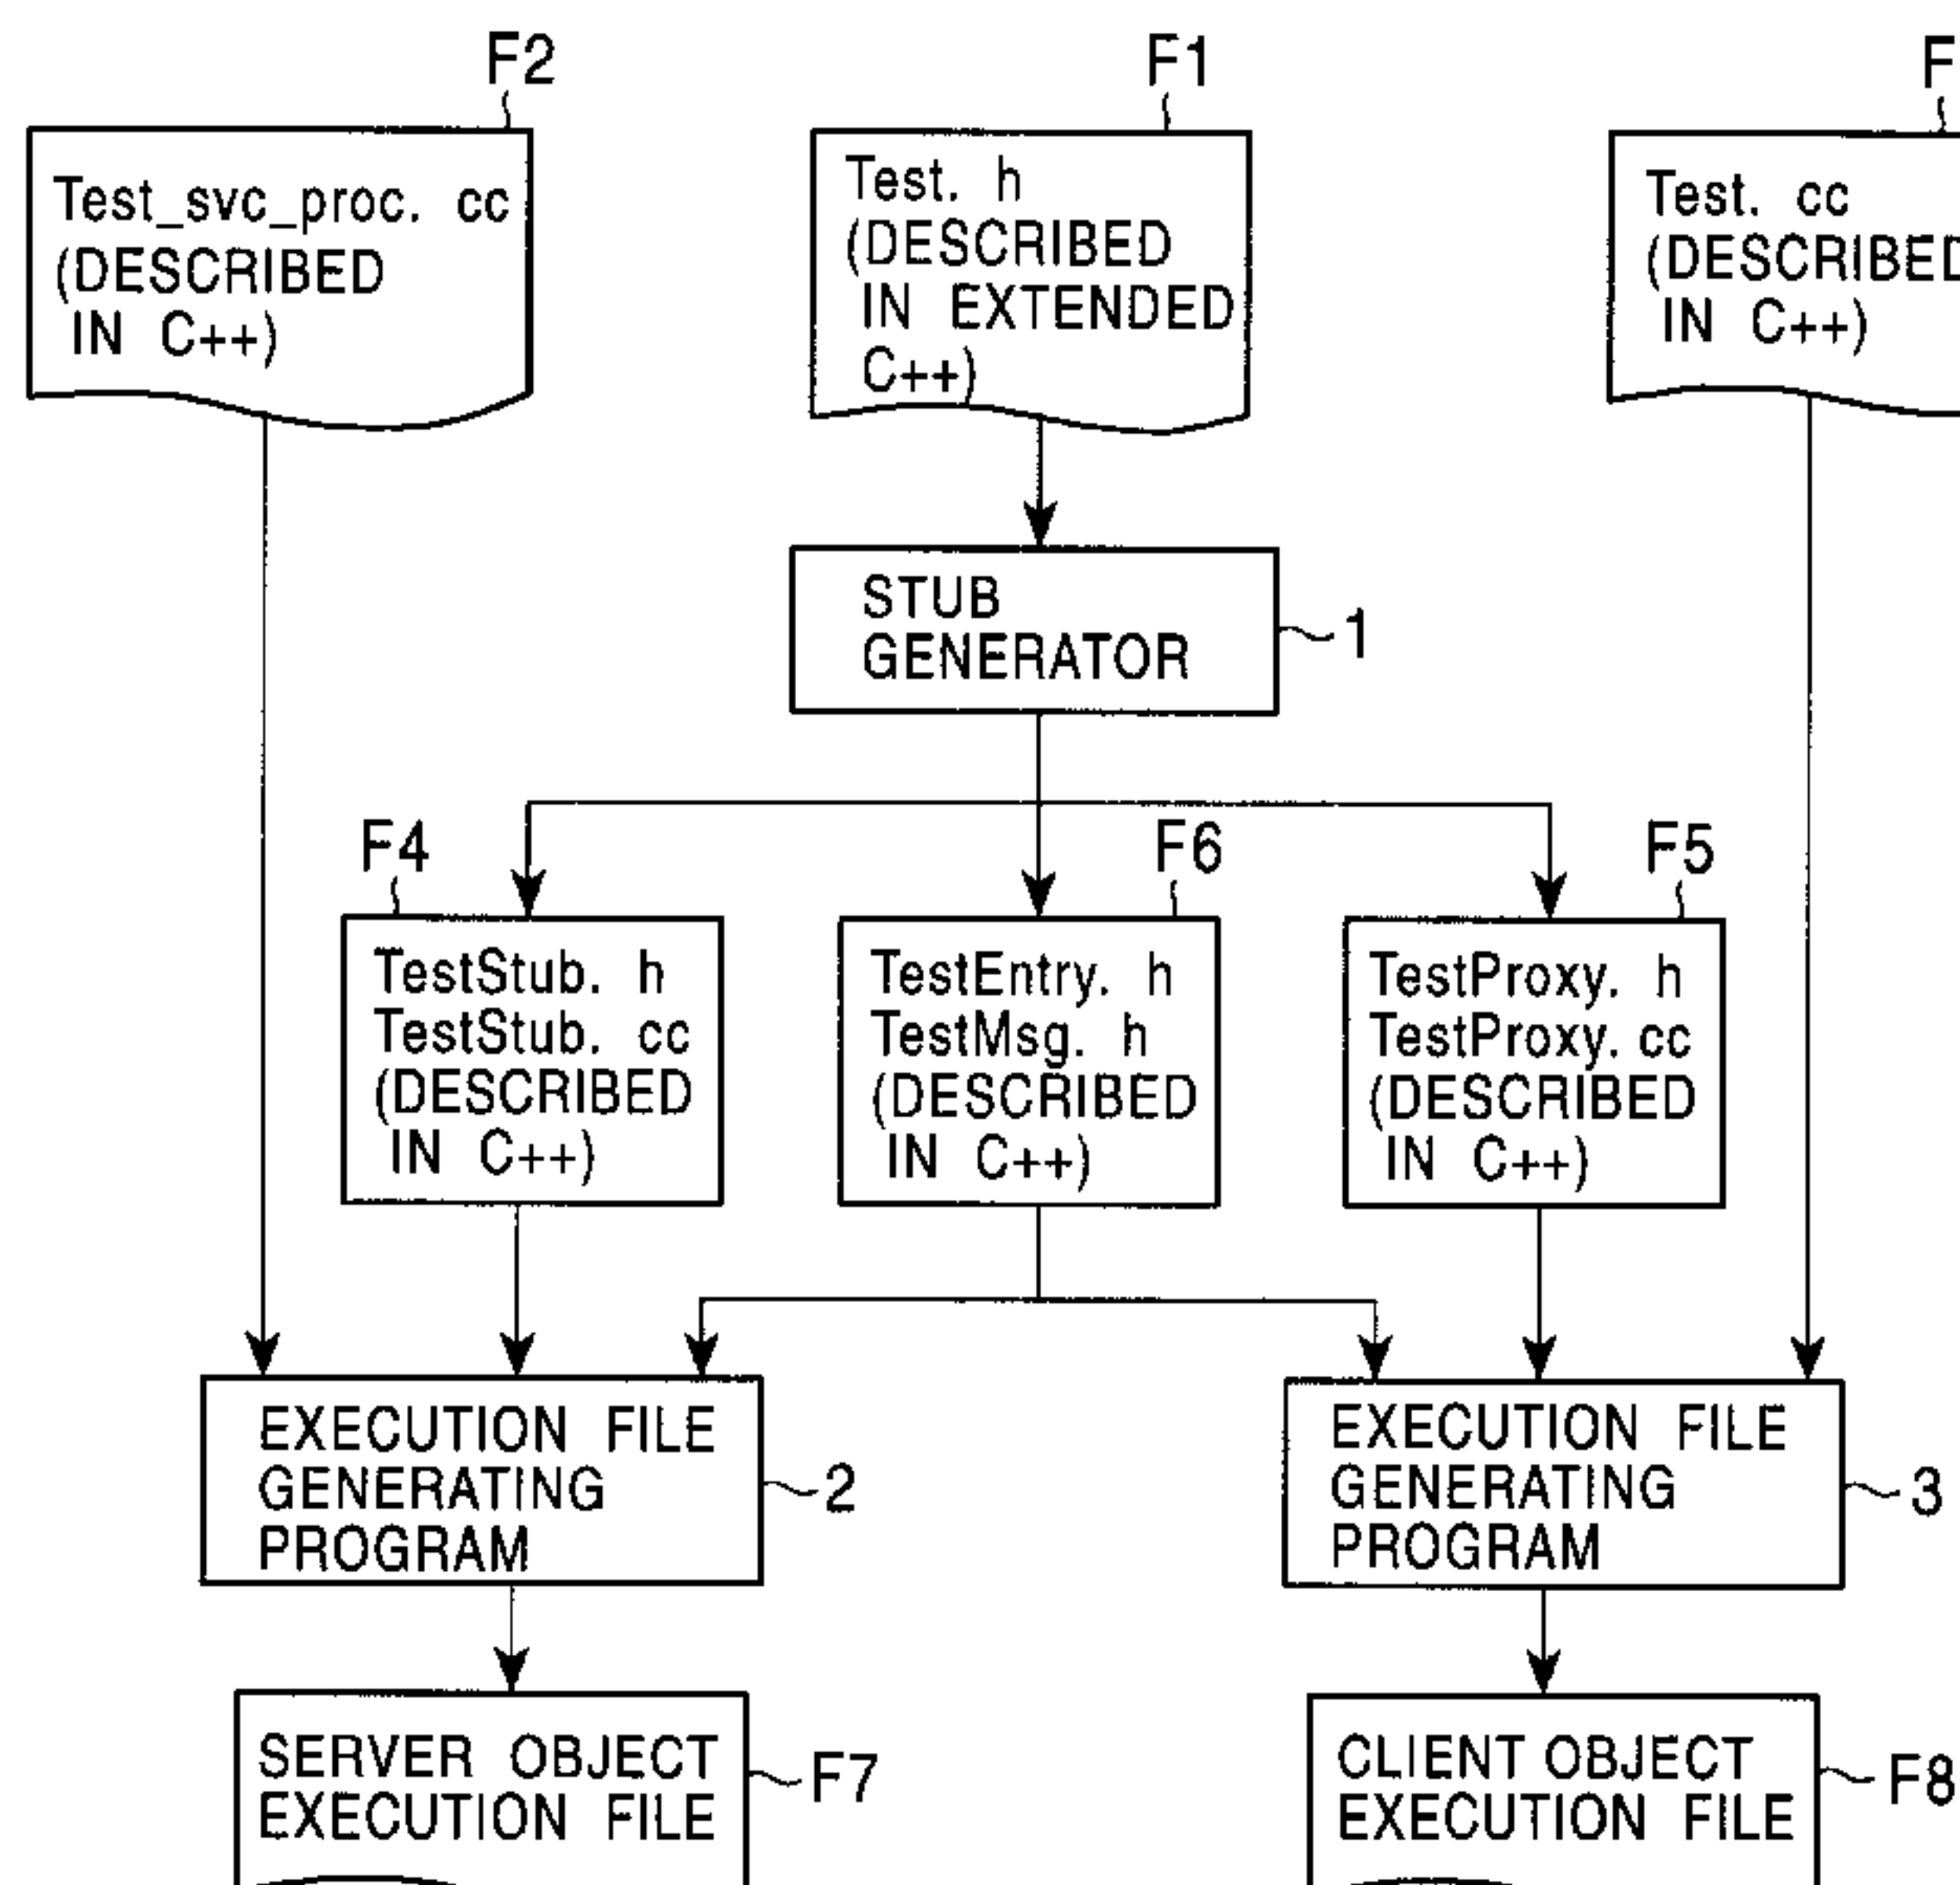 F2
F1
F
Test_svc_proc. cc
(DESCRIBED
IN C++)
Test. h
(DESCRIBED
IN EXTENDED
C++)
Test. cc
(DESCRIBED
IN C++)
STUB
GENERATOR
1
F4
F6
F5
TestStub. h
TestStub. cc
(DESCRIBED
IN C++)
TestEntry. h
TestMsg. h
(DESCRIBED
IN C++)
TestProxy. h
TestProxy. cc
(DESCRIBED
IN C++)
EXECUTION FILE
GENERATING
PROGRAM
2
EXECUTION FILE
GENERATING
PROGRAM
3
SERVER OBJECT
EXECUTION FILE
F7
CLIENT OBJECT
EXECUTION FILE
F8